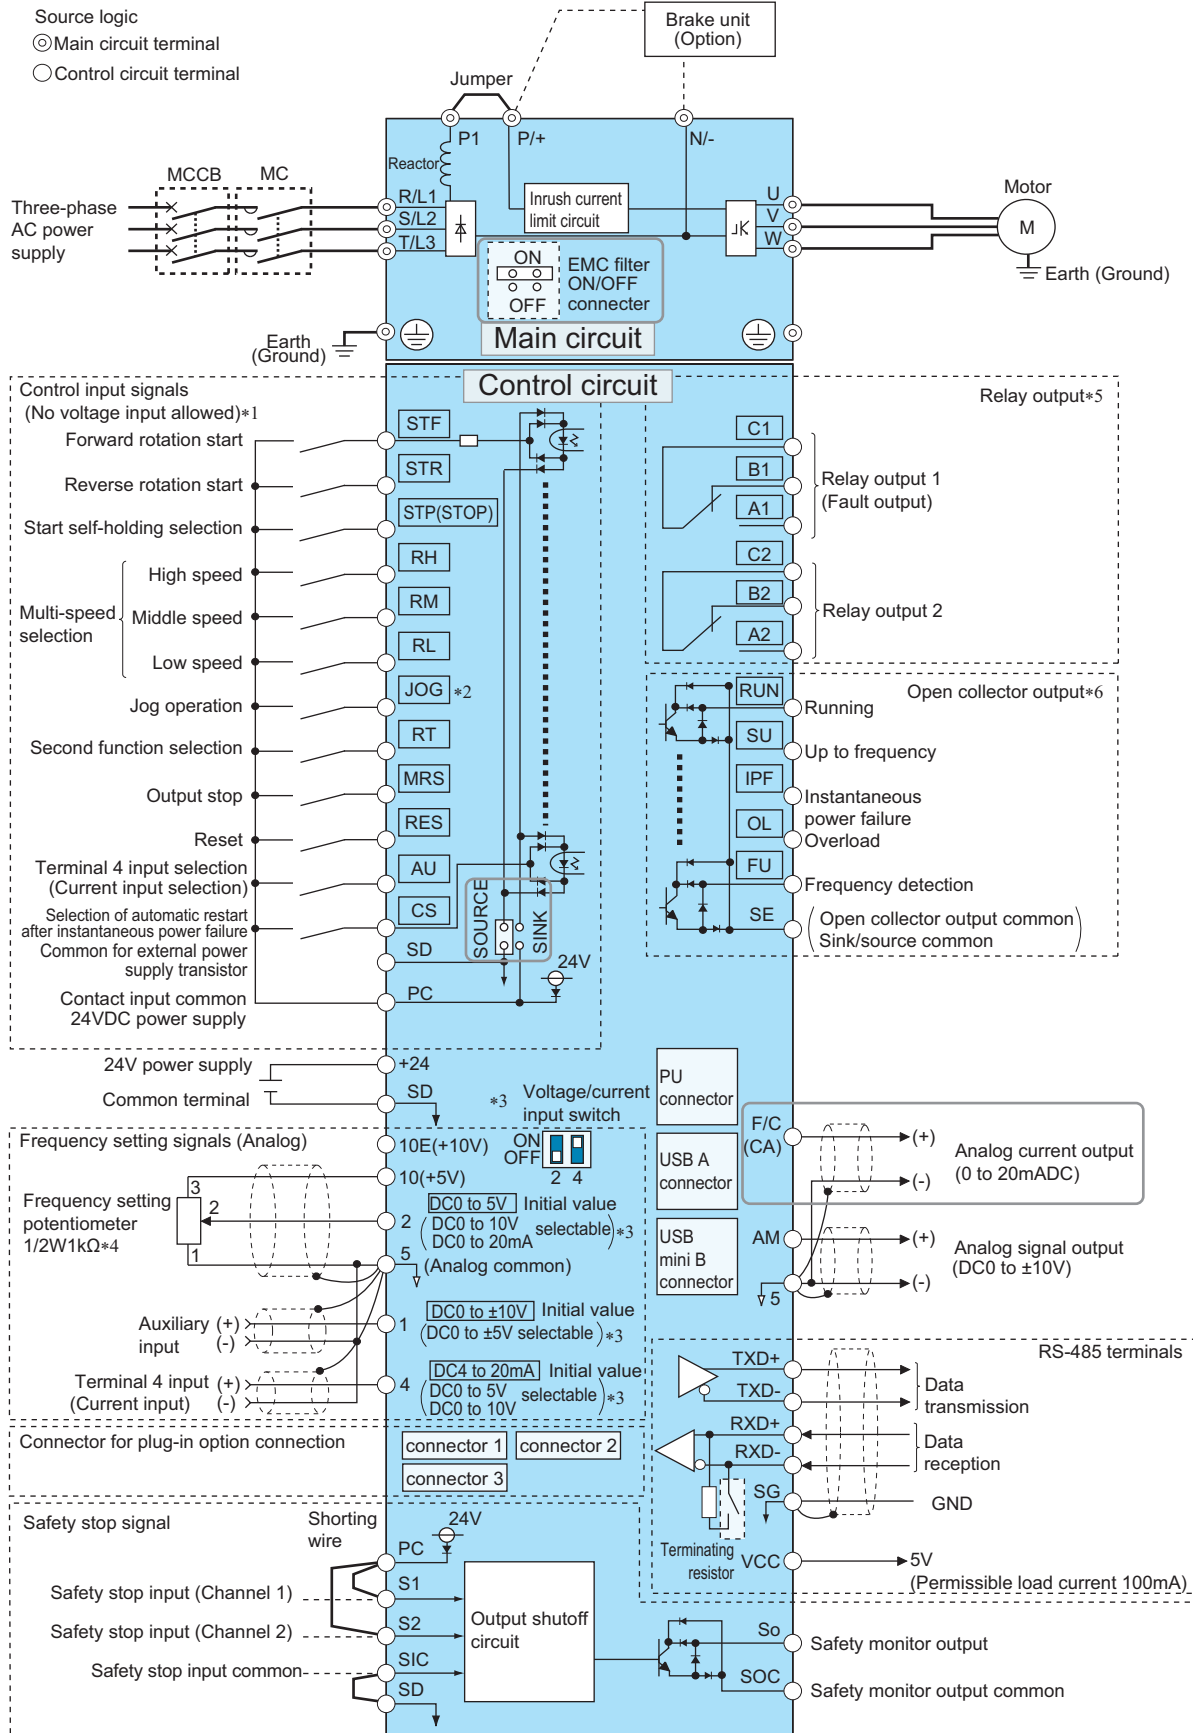 Source logic
Main circuit terminal
Control circuit terminal
Brake unit
(Option)
Jumper
P1
P/+
N/-
Reactor
MCCB
MC
Three-phase
AC power
supply
R/L1
S/L2
T/L3
Inrush current
limit circuit
U
V
W
Motor
M
Earth (Ground)
ON
OFF
EMC filter
ON/OFF
connecter
Earth
(Ground)
Main circuit
Control circuit
Control input signals
(No voltage input allowed)*1
Forward rotation start
STF
Reverse rotation start
STR
Start self-holding selection
STP(STOP)
Multi-speed
selection
High speed
RH
Middle speed
RM
Low speed
RL
Jog operation
JOG *2
Second function selection
RT
Output stop
MRS
Reset
RES
Terminal 4 input selection
(Current input selection)
AU
Selection of automatic restart
after instantaneous power failure
CS
Common for external power
supply transistor
SD
Contact input common
24VDC power supply
PC
SOURCE
SINK
24V
Relay output*5
C1
B1
A1
Relay output 1
(Fault output)
C2
B2
A2
Relay output 2
Open collector output*6
RUN
Running
SU
Up to frequency
IPF
Instantaneous
power failure
OL
Overload
FU
Frequency detection
SE
(Open collector output common
Sink/source common)
24V power supply
+24
Common terminal
SD
*3 Voltage/current
input switch
ON
OFF
2 4
PU
connector
USB A
connector
USB
mini B
connector
Frequency setting signals (Analog)
10E(+10V)
10(+5V)
Frequency setting
potentiometer
1/2W1kΩ*4
3
2
1
2
DC0 to 5V Initial value
(DC0 to 10V
DC0 to 20mA selectable)*3
5
(Analog common)
Auxiliary
input
(+)
(-)
1
DC0 to ±10V Initial value
(DC0 to ±5V selectable)*3
Terminal 4 input
(Current input)
(+)
(-)
4
DC4 to 20mA Initial value
(DC0 to 5V
DC0 to 10V selectable)*3
F/C
(CA)
(+)
(-)
Analog current output
(0 to 20mADC)
AM
(+)
(-)
5
Analog signal output
(DC0 to ±10V)
Connector for plug-in option connection
connector 1
connector 2
connector 3
RS-485 terminals
TXD+
TXD-
Data
transmission
RXD+
RXD-
Data
reception
SG
GND
Terminating
resistor
VCC
5V
(Permissible load current 100mA)
Safety stop signal
Shorting
wire
24V
PC
Safety stop input (Channel 1)
S1
Safety stop input (Channel 2)
S2
Safety stop input common
SIC
SD
Output shutoff
circuit
So
Safety monitor output
SOC
Safety monitor output common